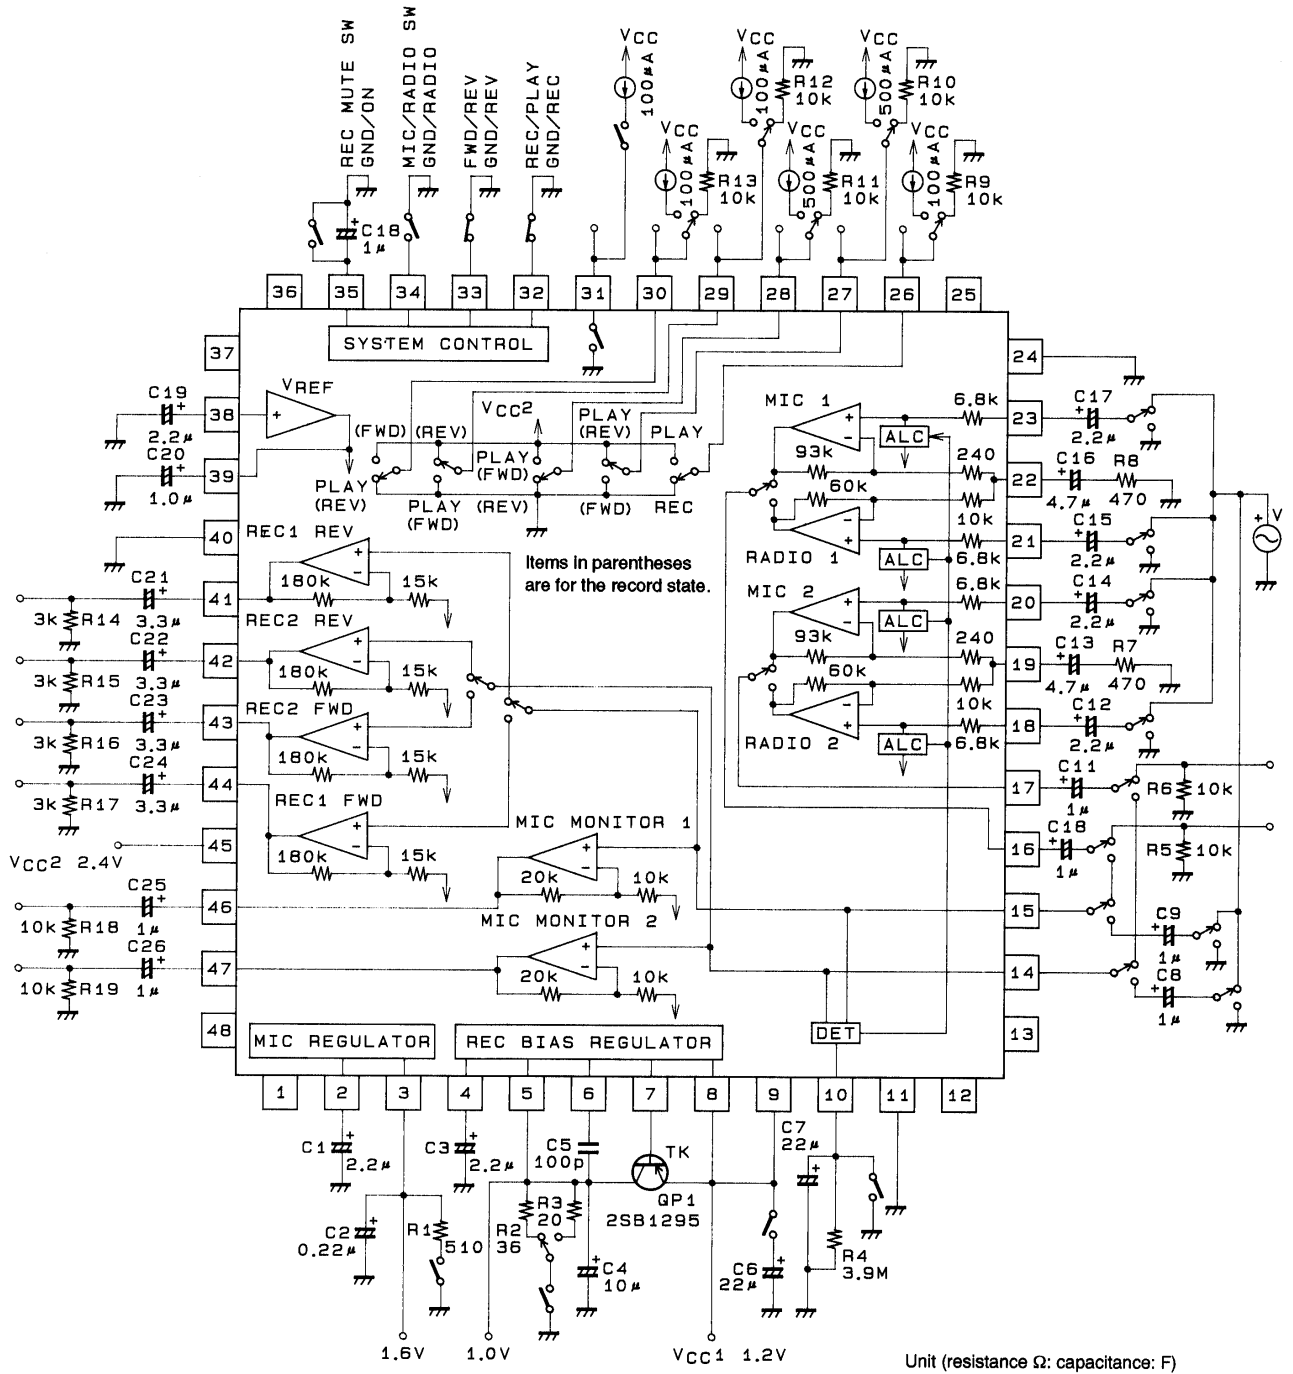 REC MUTE SW
GND/ON
MIC/RADIO SW
GND/RADIO
FWD/REV
GND/REV
REC/PLAY
GND/REC
VCC
100μA
VCC
100μA
R12
10k
VCC
500μA
R10
10k
VCC
100μA
R13
10k
VCC
500μA
R11
10k
VCC
100μA
R9
10k
C18
1μ
36
35
34
33
32
31
30
29
28
27
26
25
SYSTEM CONTROL
37
38
39
40
41
42
43
44
45
46
47
48
C19
2.2μ
C20
1.0μ
VREF
VCC2
(FWD)
(REV)
PLAY
(REV)
PLAY
PLAY
(FWD)
PLAY
(REV)
PLAY
(FWD)
(REV)
(FWD)
REC
Items in parentheses
are for the record state.
REC1 REV
180k
15k
REC2 REV
180k
15k
REC2 FWD
180k
15k
REC1 FWD
180k
15k
C21
3k
R14
3.3μ
C22
3k
R15
3.3μ
C23
3k
R16
3.3μ
C24
3k
R17
3.3μ
VCC2 2.4V
C25
10k
R18
1μ
C26
10k
R19
1μ
MIC MONITOR 1
20k
10k
MIC MONITOR 2
20k
10k
MIC 1
ALC
6.8k
93k
240
60k
10k
RADIO 1
ALC
6.8k
MIC 2
ALC
6.8k
93k
240
60k
10k
RADIO 2
ALC
6.8k
DET
24
23
22
21
20
19
18
17
16
15
14
13
C17
2.2μ
C16
4.7μ
R8
470
C15
2.2μ
C14
2.2μ
C13
4.7μ
R7
470
C12
2.2μ
C11
1μ
R6
10k
C18
1μ
R5
10k
C9
1μ
C8
1μ
V
MIC REGULATOR
REC BIAS REGULATOR
1
2
3
4
5
6
7
8
9
10
11
12
C1
2.2μ
C3
2.2μ
C5
100p
TK
QP1
2SB1295
C7
22μ
C2
0.22μ
R1
510
R2
36
R3
20
C4
10μ
C6
22μ
R4
3.9M
1.6V
1.0V
VCC1 1.2V
Unit (resistance Ω: capacitance: F)